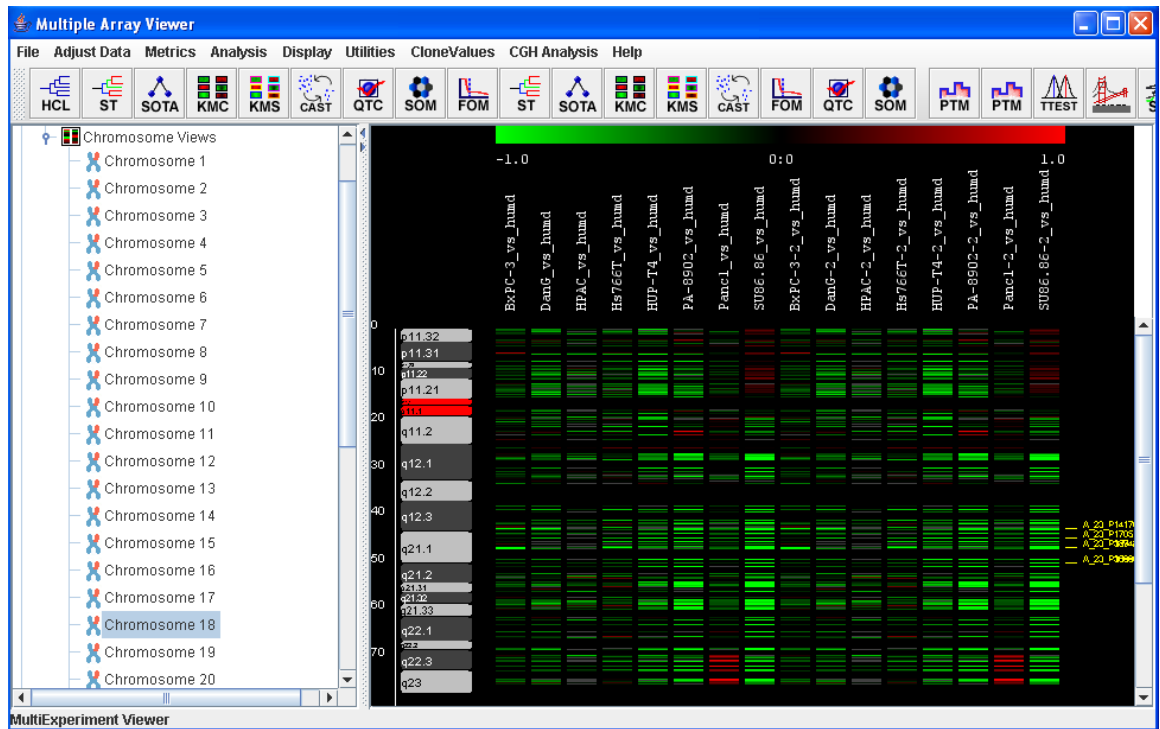 Multiple Array Viewer
File Adjust Data Metrics Analysis Display Utilities CloneValues CGH Analysis Help
HCL ST SOTA KMC KMS CAST QTC SOM FOM ST SOTA KMC KMS CAST FOM QTC SOM PTM PTM TTEST
Chromosome Views
Chromosome 1
Chromosome 2
Chromosome 3
Chromosome 4
Chromosome 5
Chromosome 6
Chromosome 7
Chromosome 8
Chromosome 9
Chromosome 10
Chromosome 11
Chromosome 12
Chromosome 13
Chromosome 14
Chromosome 15
Chromosome 16
Chromosome 17
Chromosome 18
Chromosome 19
Chromosome 20
-1.0 0:0 1.0
BxPC-3_vs_humd
DanG_vs_humd
HPAC_vs_humd
Hs766T_vs_humd
HUP-T4_vs_humd
PA-8902_vs_humd
Panc1_vs_humd
SU86.86_vs_humd
BxPC-3-2_vs_humd
DanG-2_vs_humd
HPAC-2_vs_humd
Hs766T-2_vs_humd
HUP-T4-2_vs_humd
PA-8902-2_vs_humd
Panc1-2_vs_humd
SU86.86-2_vs_humd
0
p11.32
p11.31
10
p11.22
p11.21
p11.1
20
q11.2
30
q12.1
q12.2
40
q12.3
q21.1
50
q21.2
q21.31
q21.32
60
q21.33
q22.1
q22.2
70
q22.3
q23
A_23_P1417
MultiExperiment Viewer